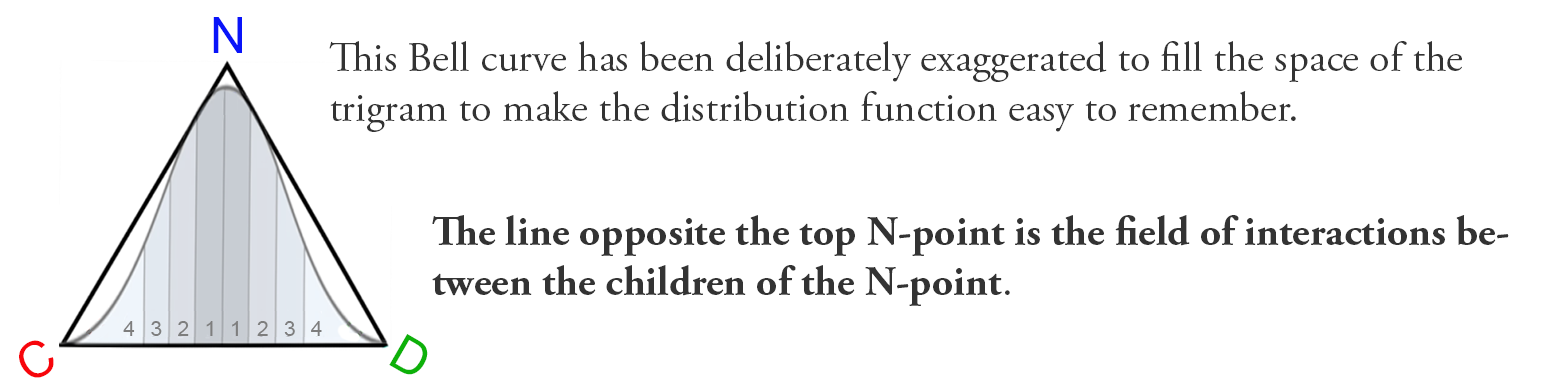 N
This Bell curve has been deliberately exaggerated to fill the space of the
trigram to make the distribution function easy to remember.
The line opposite the top N-point is the field of interactions be-
tween the children of the N-point.
4 3 2 1 1 2 3 4
C
D